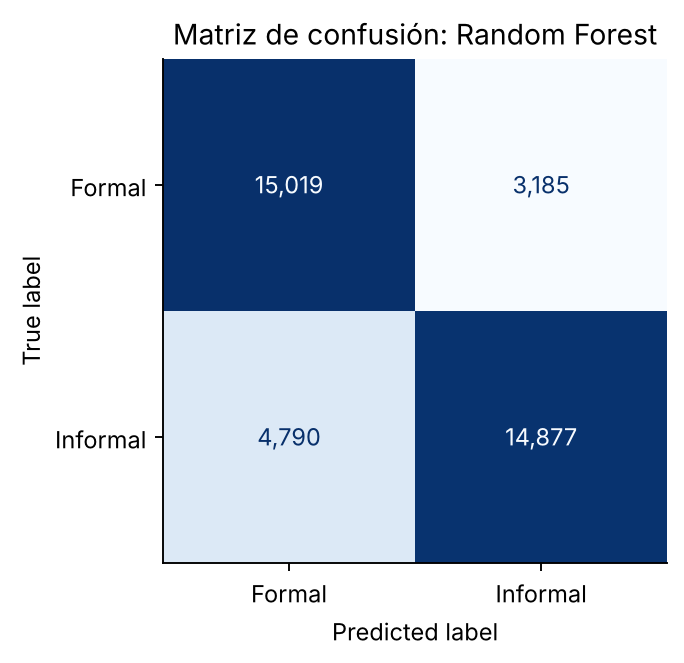 Matriz de confusión: Random Forest
True label
Formal
15,019
3,185
Informal
4,790
14,877
Formal
Informal
Predicted label